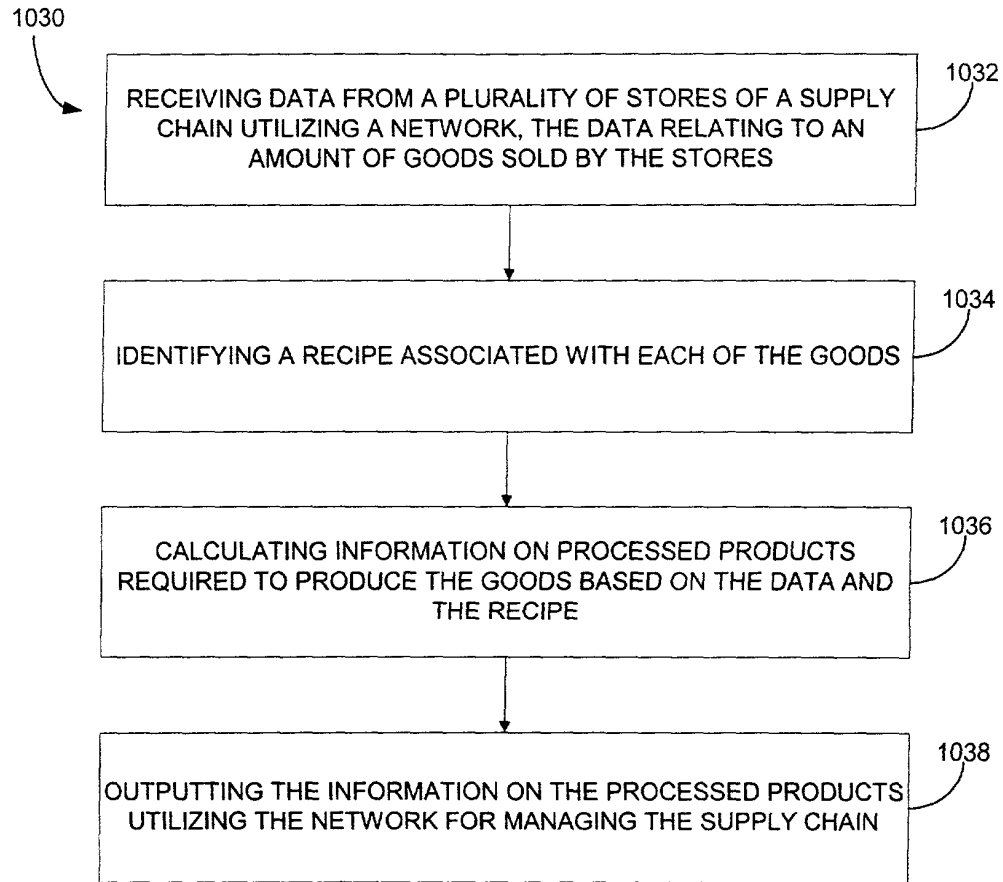 1030
1032
RECEIVING DATA FROM A PLURALITY OF STORES OF A SUPPLY
CHAIN UTILIZING A NETWORK, THE DATA RELATING TO AN
AMOUNT OF GOODS SOLD BY THE STORES
1034
IDENTIFYING A RECIPE ASSOCIATED WITH EACH OF THE GOODS
1036
CALCULATING INFORMATION ON PROCESSED PRODUCTS
REQUIRED TO PRODUCE THE GOODS BASED ON THE DATA AND
THE RECIPE
1038
OUTPUTTING THE INFORMATION ON THE PROCESSED PRODUCTS
UTILIZING THE NETWORK FOR MANAGING THE SUPPLY CHAIN